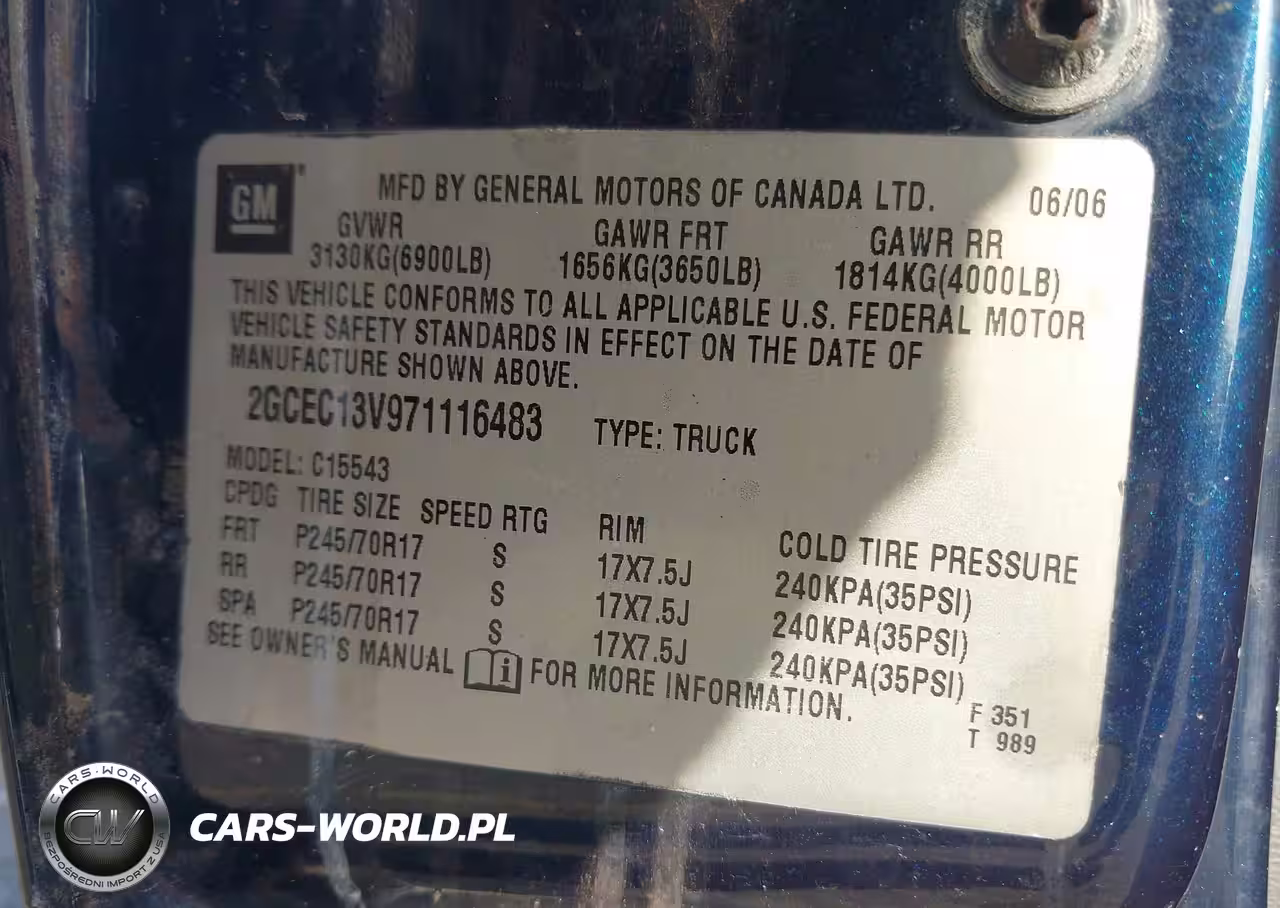 GM
MFD BY GENERAL MOTORS OF CANADA LTD. 06/06
GVWR GAWR FRT GAWR RR
3130KG(6900LB) 1656KG(3650LB) 1814KG(4000LB)
THIS VEHICLE CONFORMS TO ALL APPLICABLE U.S. FEDERAL MOTOR
VEHICLE SAFETY STANDARDS IN EFFECT ON THE DATE OF
MANUFACTURE SHOWN ABOVE.
2GCEC13V971116483 TYPE: TRUCK
MODEL: C15543
CPDG TIRE SIZE SPEED RTG RIM COLD TIRE PRESSURE
FRT P245/70R17 S 17X7.5J 240KPA(35PSI)
RR P245/70R17 S 17X7.5J 240KPA(35PSI)
SPA P245/70R17 S 17X7.5J 240KPA(35PSI)
SEE OWNER'S MANUAL FOR MORE INFORMATION.
F 351
T 989
CARS-WORLD
CW
BEZPOŚREDNI IMPORT Z USA
CARS-WORLD.PL